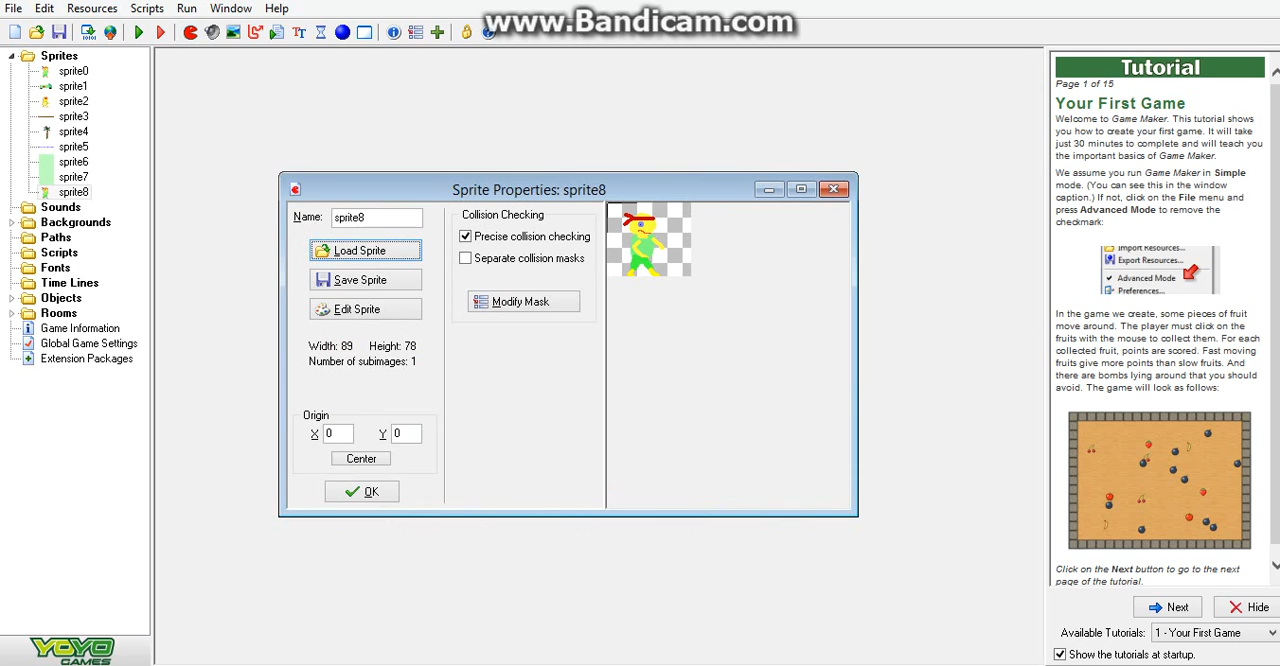 File Edit Resources Scripts Run Window Help
www.Bandicam.com
Sprites
sprite0
sprite1
sprite2
sprite3
sprite4
sprite5
sprite6
sprite7
sprite8
Sounds
Backgrounds
Paths
Scripts
Fonts
Time Lines
Objects
Rooms
Game Information
Global Game Settings
Extension Packages
YOYO
GAMES
Sprite Properties: sprite8
Name: sprite8
Load Sprite
Save Sprite
Edit Sprite
Width: 89 Height: 78
Number of subimages: 1
Origin
X 0 Y 0
Center
OK
Collision Checking
Precise collision checking
Separate collision masks
Modify Mask
Tutorial
Page 1 of 15
Your First Game
Welcome to Game Maker. This tutorial shows
you how to create your first game. It will take
just 30 minutes to complete and will teach you
the important basics of Game Maker.
We assume you run Game Maker in Simple
mode. (You can see this in the window
caption.) If not, click on the File menu and
press Advanced Mode to remove the
checkmark:
Import Resources...
Export Resources...
Advanced Mode
Preferences...
In the game we create, some pieces of fruit
move around. The player must click on the
fruits with the mouse to collect them. For each
collected fruit, points are scored. Fast moving
fruits give more points than slow fruits. And
there are bombs lying around that you should
avoid. The game will look as follows:
Click on the Next button to go to the next
page of the tutorial.
Next Hide
Available Tutorials: 1 - Your First Game
Show the tutorials at startup.